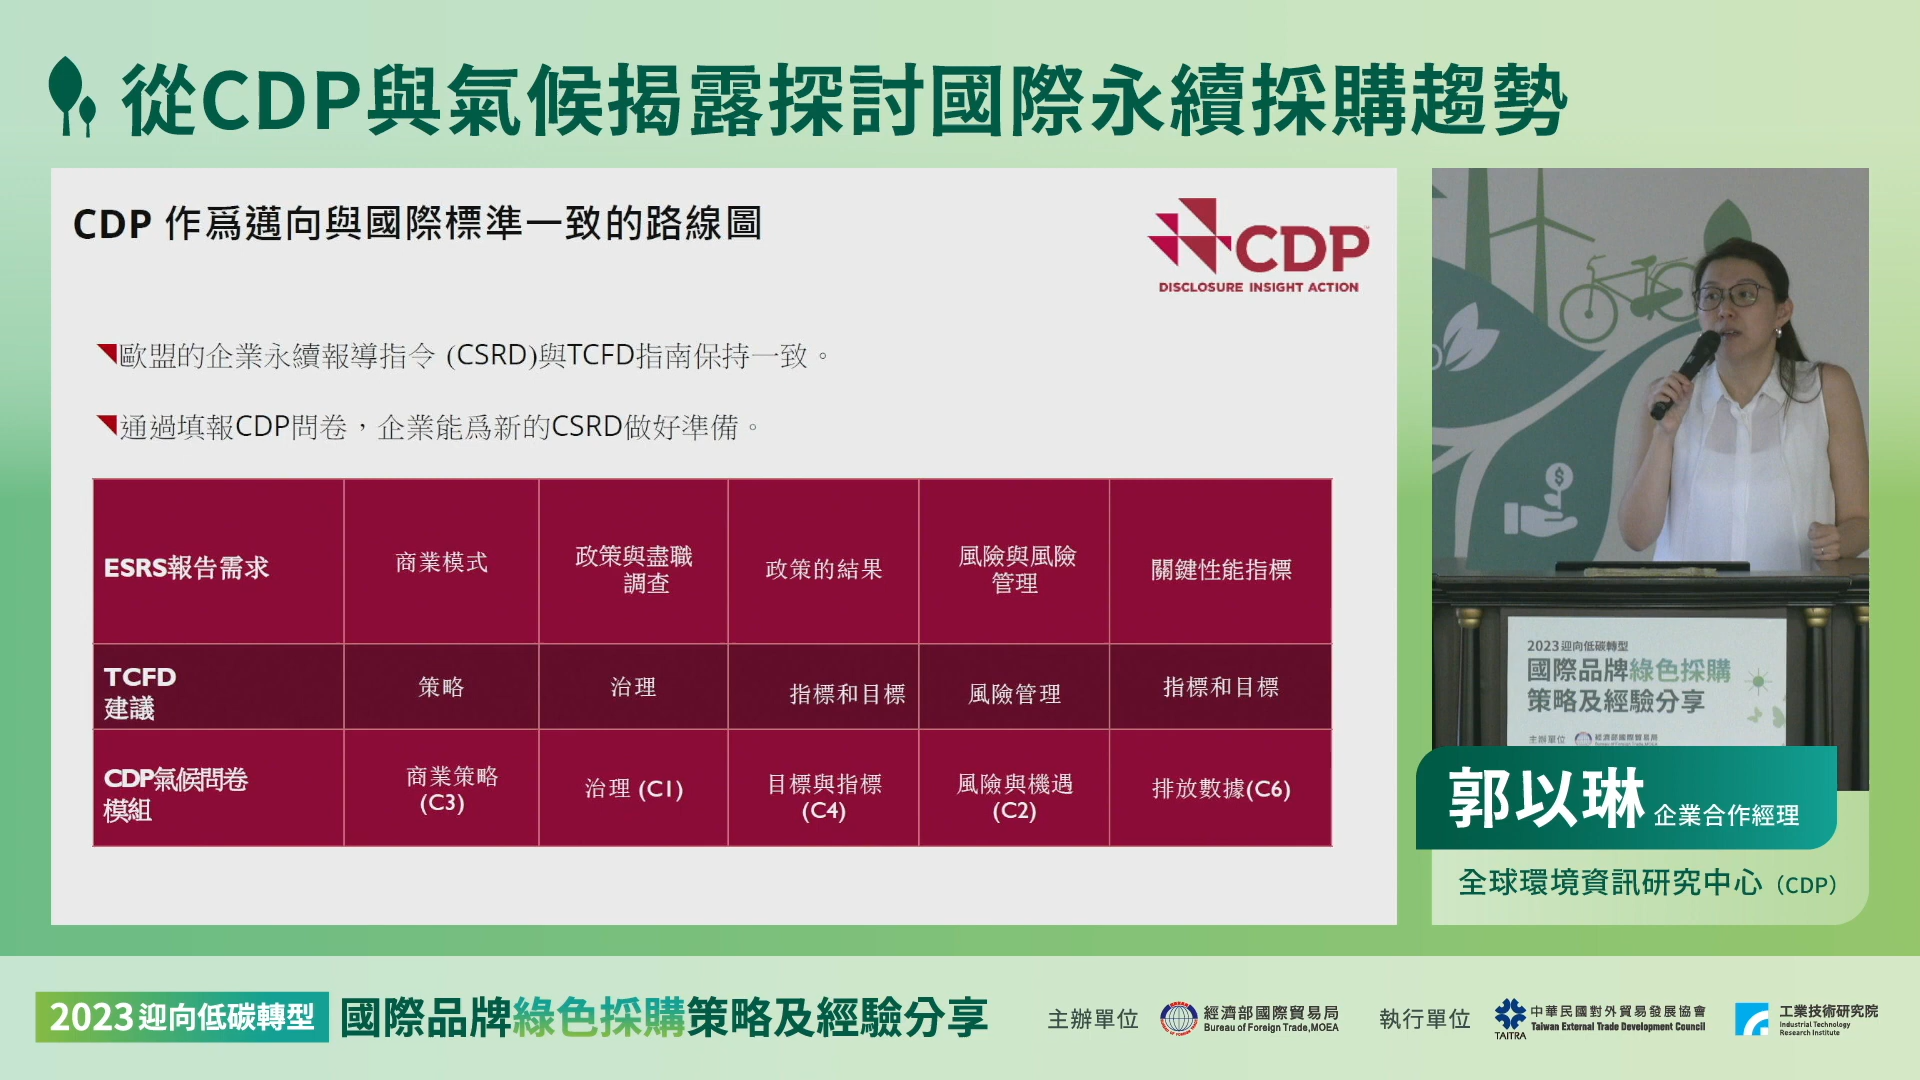 從CDP與氣候揭露探討國際永續採購趨勢
CDP 作爲邁向與國際標準一致的路線圖
CDP
DISCLOSURE INSIGHT ACTION
歐盟的企業永續報導指令 (CSRD)與TCFD指南保持一致。
通過填報CDP問卷，企業能爲新的CSRD做好準備。
ESRS報告需求
商業模式
政策與盡職
調查
政策的結果
風險與風險
管理
關鍵性能指標
TCFD
建議
策略
治理
指標和目標
風險管理
指標和目標
CDP氣候問卷
模組
商業策略
(C3)
治理 (C1)
目標與指標
(C4)
風險與機遇
(C2)
排放數據(C6)
2023迎向低碳轉型
國際品牌綠色採購
策略及經驗分享
主辦單位
經濟部國際貿易局
郭以琳 企業合作經理
全球環境資訊研究中心（CDP）
2023迎向低碳轉型 國際品牌綠色採購策略及經驗分享
主辦單位
經濟部國際貿易局
Bureau of Foreign Trade,MOEA
執行單位
TAITRA
中華民國對外貿易發展協會
Taiwan External Trade Development Council
工業技術研究院
Industrial Technology
Research Institute